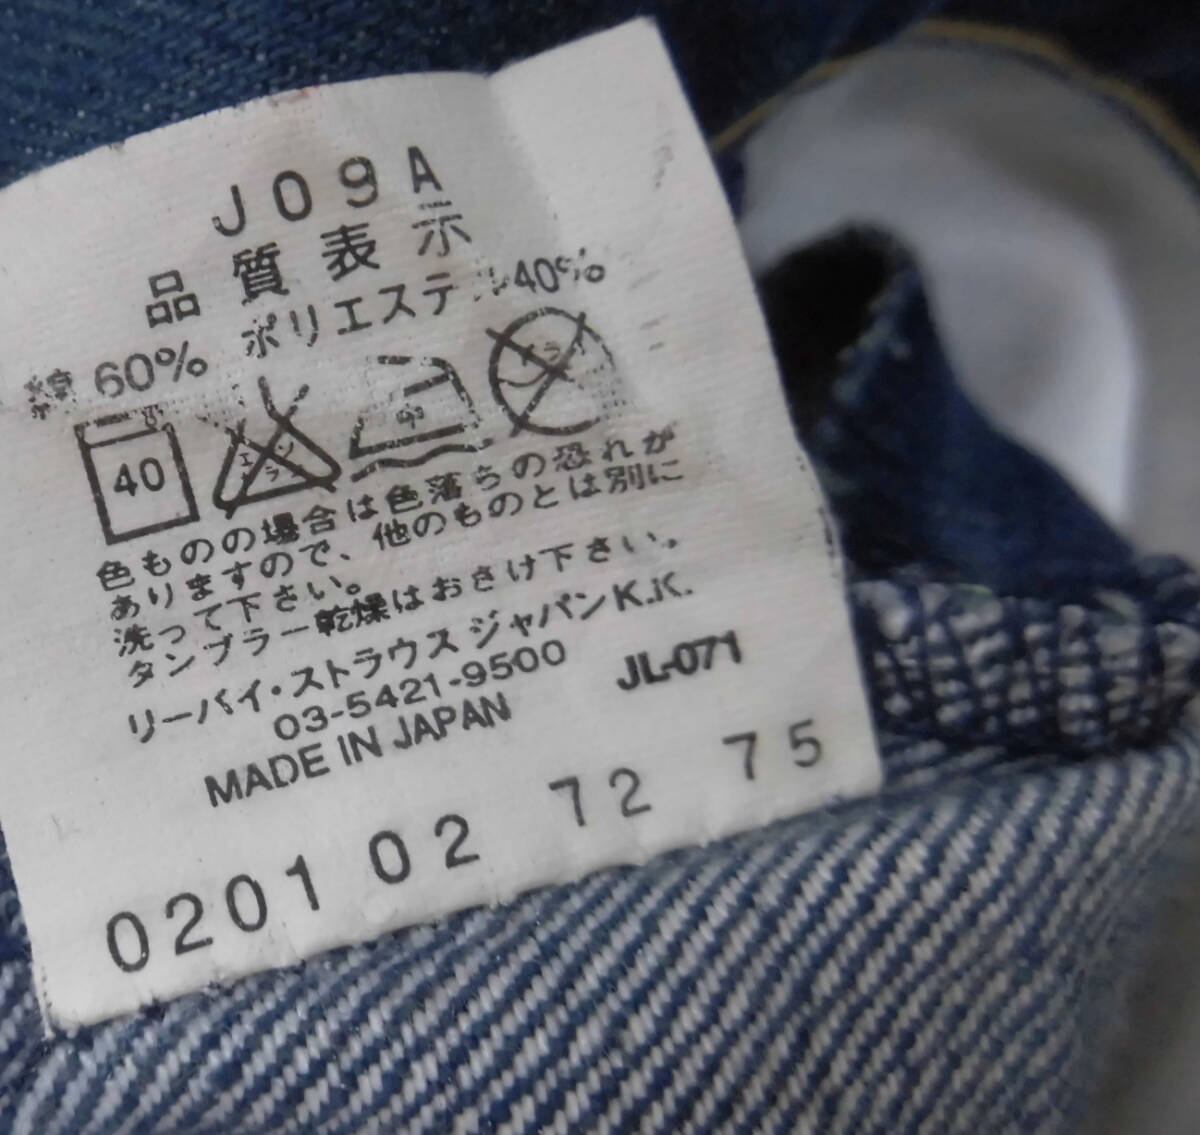 J09A
品質表示
綿 60% ポリエステル40%
40 エンソ サラシ 中 ドライ
色ものの場合は色落ちの恐れが
ありますので、他のものとは別に
洗って下さい。
タンブラー乾燥はおさけ下さい。
リーバイ・ストラウス ジャパンK.K.
03-5421-9500 JL-071
MADE IN JAPAN
0201 02 72 75